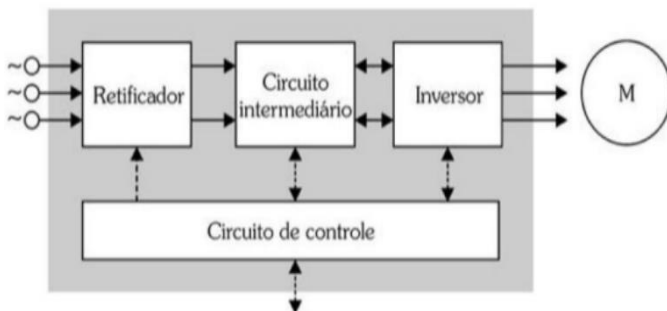 ~
~
~
Retificador
Circuito
intermediário
Inversor
M
Circuito de controle